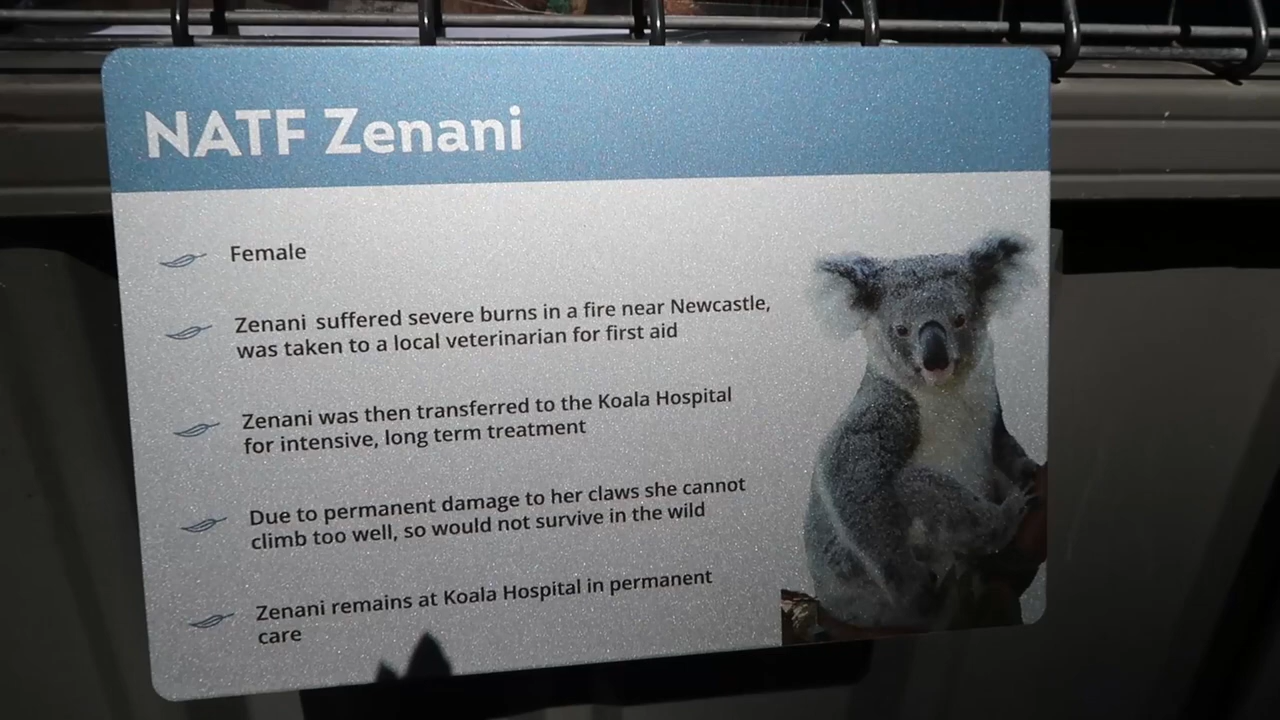 NATF Zenani
Female
Zenani suffered severe burns in a fire near Newcastle,
was taken to a local veterinarian for first aid
Zenani was then transferred to the Koala Hospital
for intensive, long term treatment
Due to permanent damage to her claws she cannot
climb too well, so would not survive in the wild
Zenani remains at Koala Hospital in permanent
care